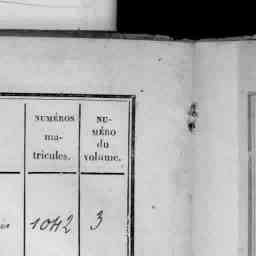 NUMÉROS
ma-
tricules.
NU-
MÉRO
du
volume.
1042
3